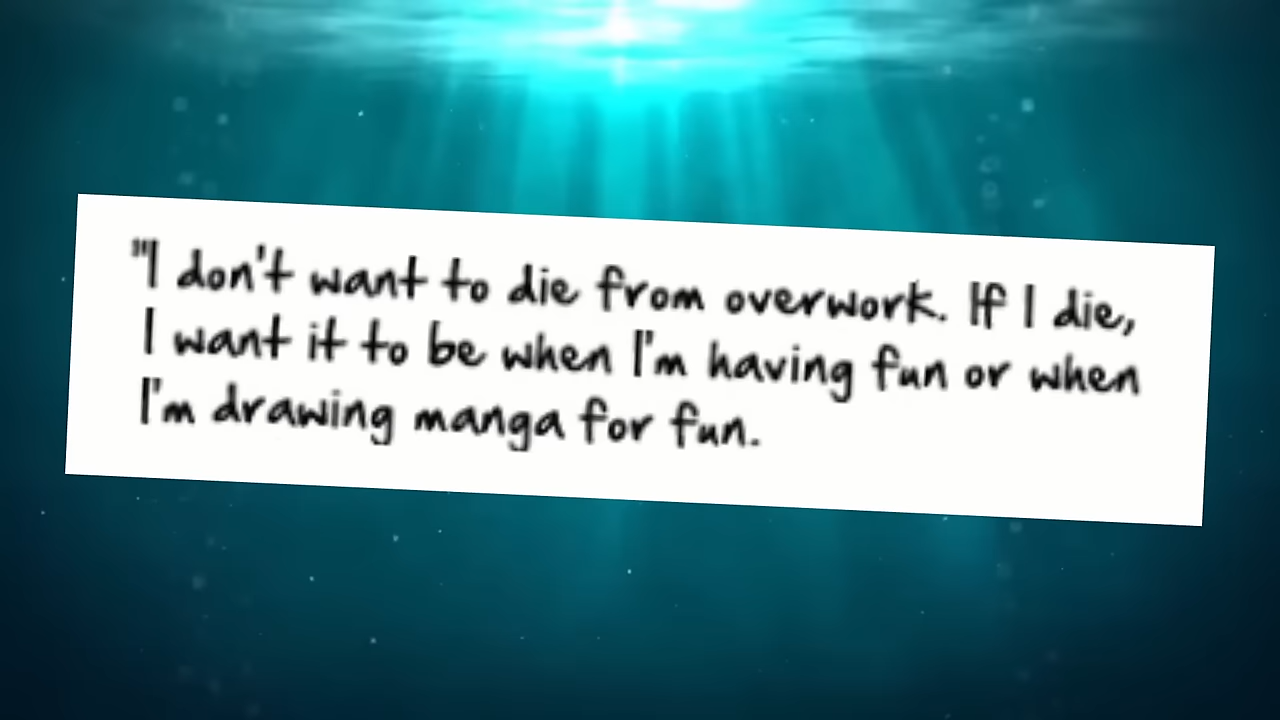 "I don't want to die from overwork. If I die,
I want it to be when I'm having fun or when
I'm drawing manga for fun.